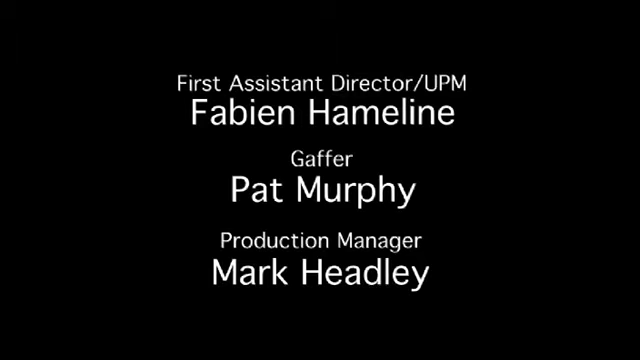 First Assistant Director/UPM
Fabien Hameline
Gaffer
Pat Murphy
Production Manager
Mark Headley